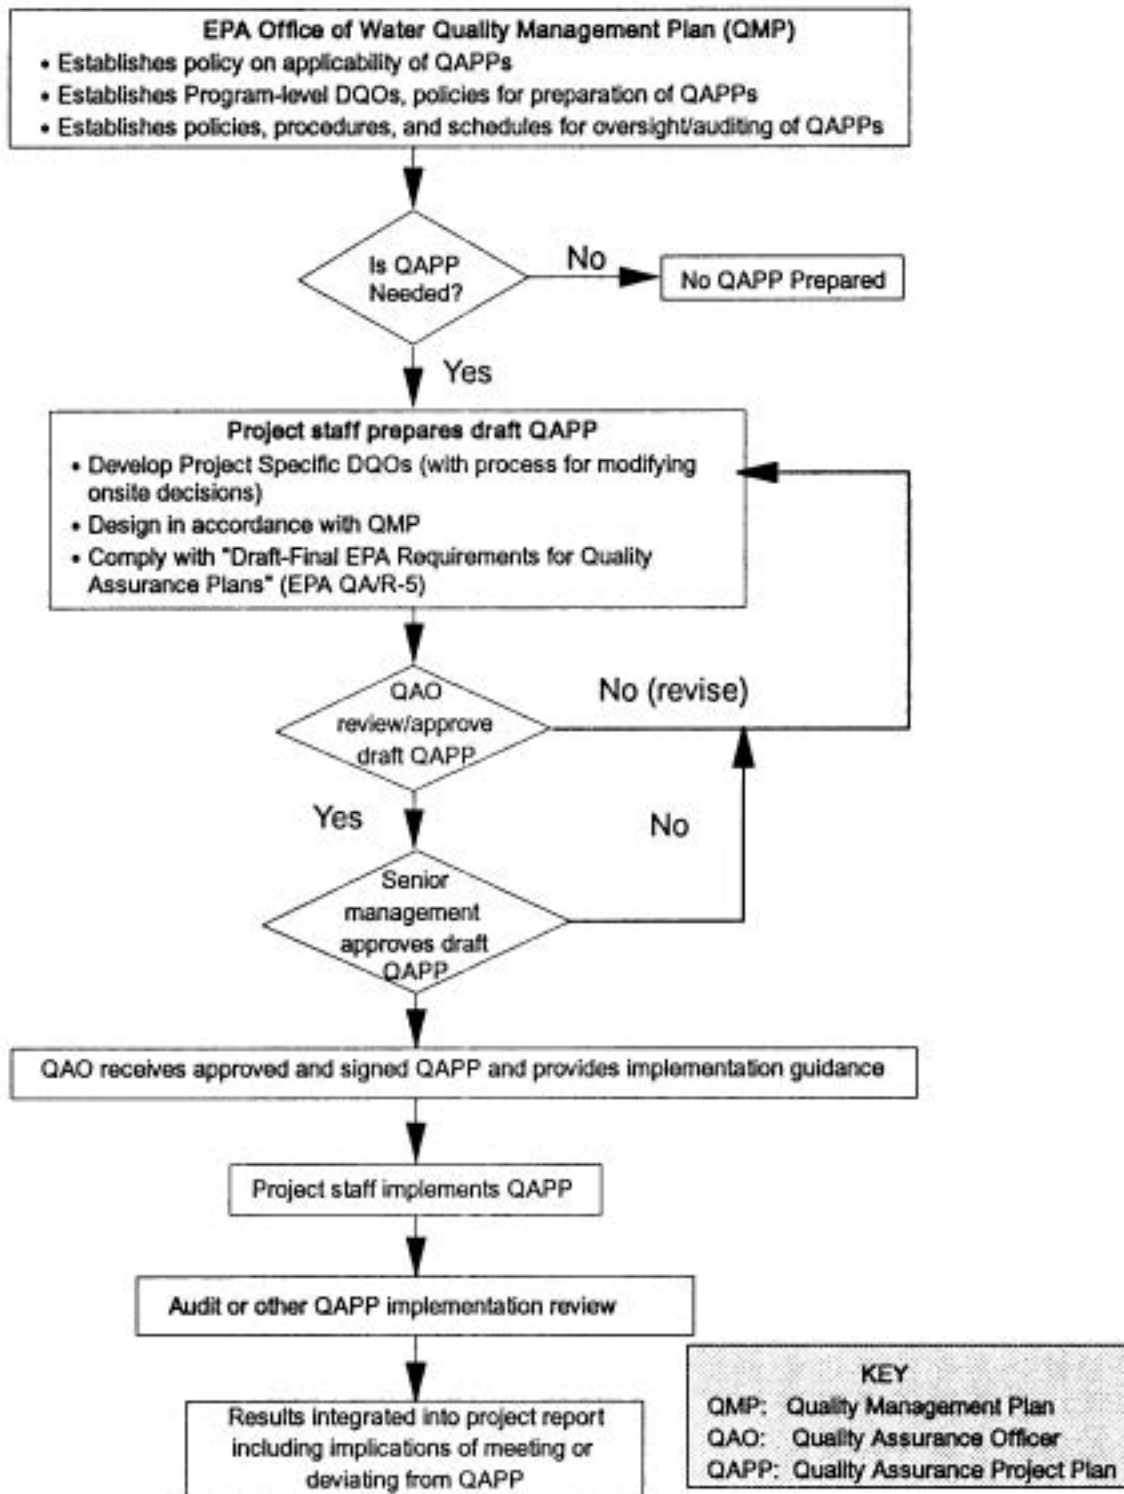 EPA Office of Water Quality Management Plan (QMP)
• Establishes policy on applicability of QAPPs
• Establishes Program-level DQOs, policies for preparation of QAPPs
• Establishes policies, procedures, and schedules for oversight/auditing of QAPPs
Is QAPP
Needed?
No
No QAPP Prepared
Yes
Project staff prepares draft QAPP
• Develop Project Specific DQOs (with process for modifying
onsite decisions)
• Design in accordance with QMP
• Comply with "Draft-Final EPA Requirements for Quality
Assurance Plans" (EPA QA/R-5)
QAO
review/approve
draft QAPP
No (revise)
Yes
No
Senior
management
approves draft
QAPP
QAO receives approved and signed QAPP and provides implementation guidance
Project staff implements QAPP
Audit or other QAPP implementation review
Results integrated into project report
including implications of meeting or
deviating from QAPP
KEY
QMP: Quality Management Plan
QAO: Quality Assurance Officer
QAPP: Quality Assurance Project Plan